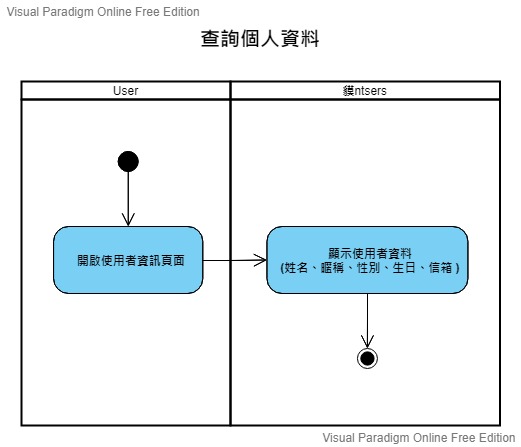 Visual Paradigm Online Free Edition
查詢個人資料
User
貘ntsers
開啟使用者資訊頁面
顯示使用者資料
(姓名、暱稱、性別、生日、信箱 )
Visual Paradigm Online Free Edition